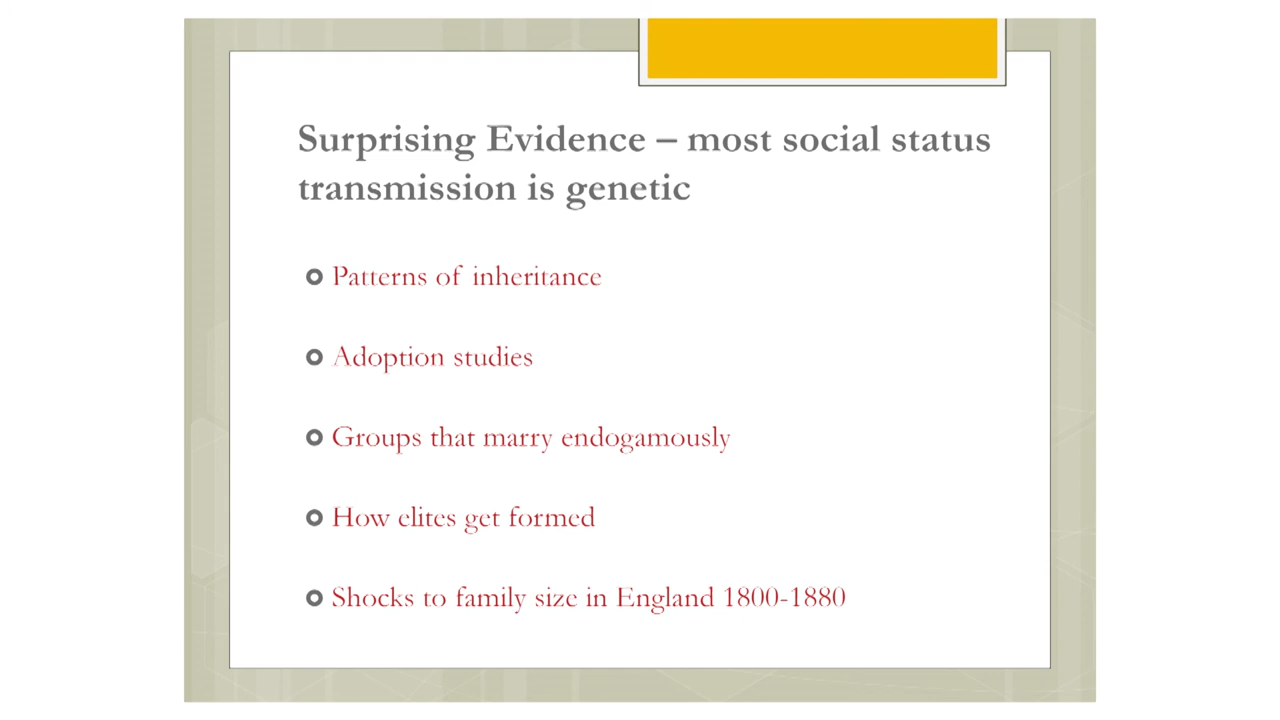 Surprising Evidence – most social status
transmission is genetic
Patterns of inheritance
Adoption studies
Groups that marry endogamously
How elites get formed
Shocks to family size in England 1800-1880